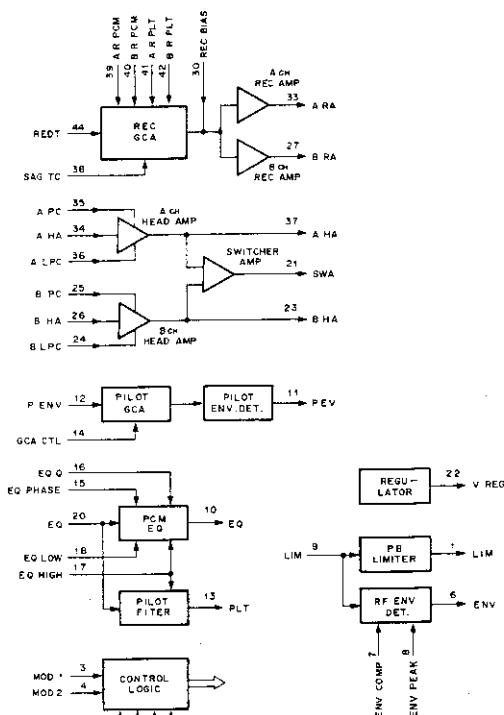 A R PCM
B R PCM
A R PLT
B R PLT
REC BIAS
39
40
41
42
30
A CH
REC AMP
33
A RA
REDT
44
REC
GCA
27
B RA
B CH
REC AMP
SAG TC
38
A PC
35
A CH
HEAD AMP
37
A HA
34
A HA
A LPC
36
SWITCHER
AMP
21
SWA
B PC
25
23
B HA
B HA
26
B LPC
24
B CH
HEAD AMP
P ENV
12
PILOT
GCA
PILOT
ENV. DET.
11
PEV
GCA CTL
14
EQ Q
16
EQ PHASE
15
EQ
20
PCM
EQ
10
EQ
EQ LOW
18
EQ HIGH
17
PILOT
FITER
13
PLT
REGU-
LATOR
22
V REG
LIM
9
PB
LIMITER
1
LIM
RF ENV
DET.
6
ENV
7
8
ENV COMP
ENV PEAK
MOD 1
3
MOD 2
4
CONTROL
LOGIC